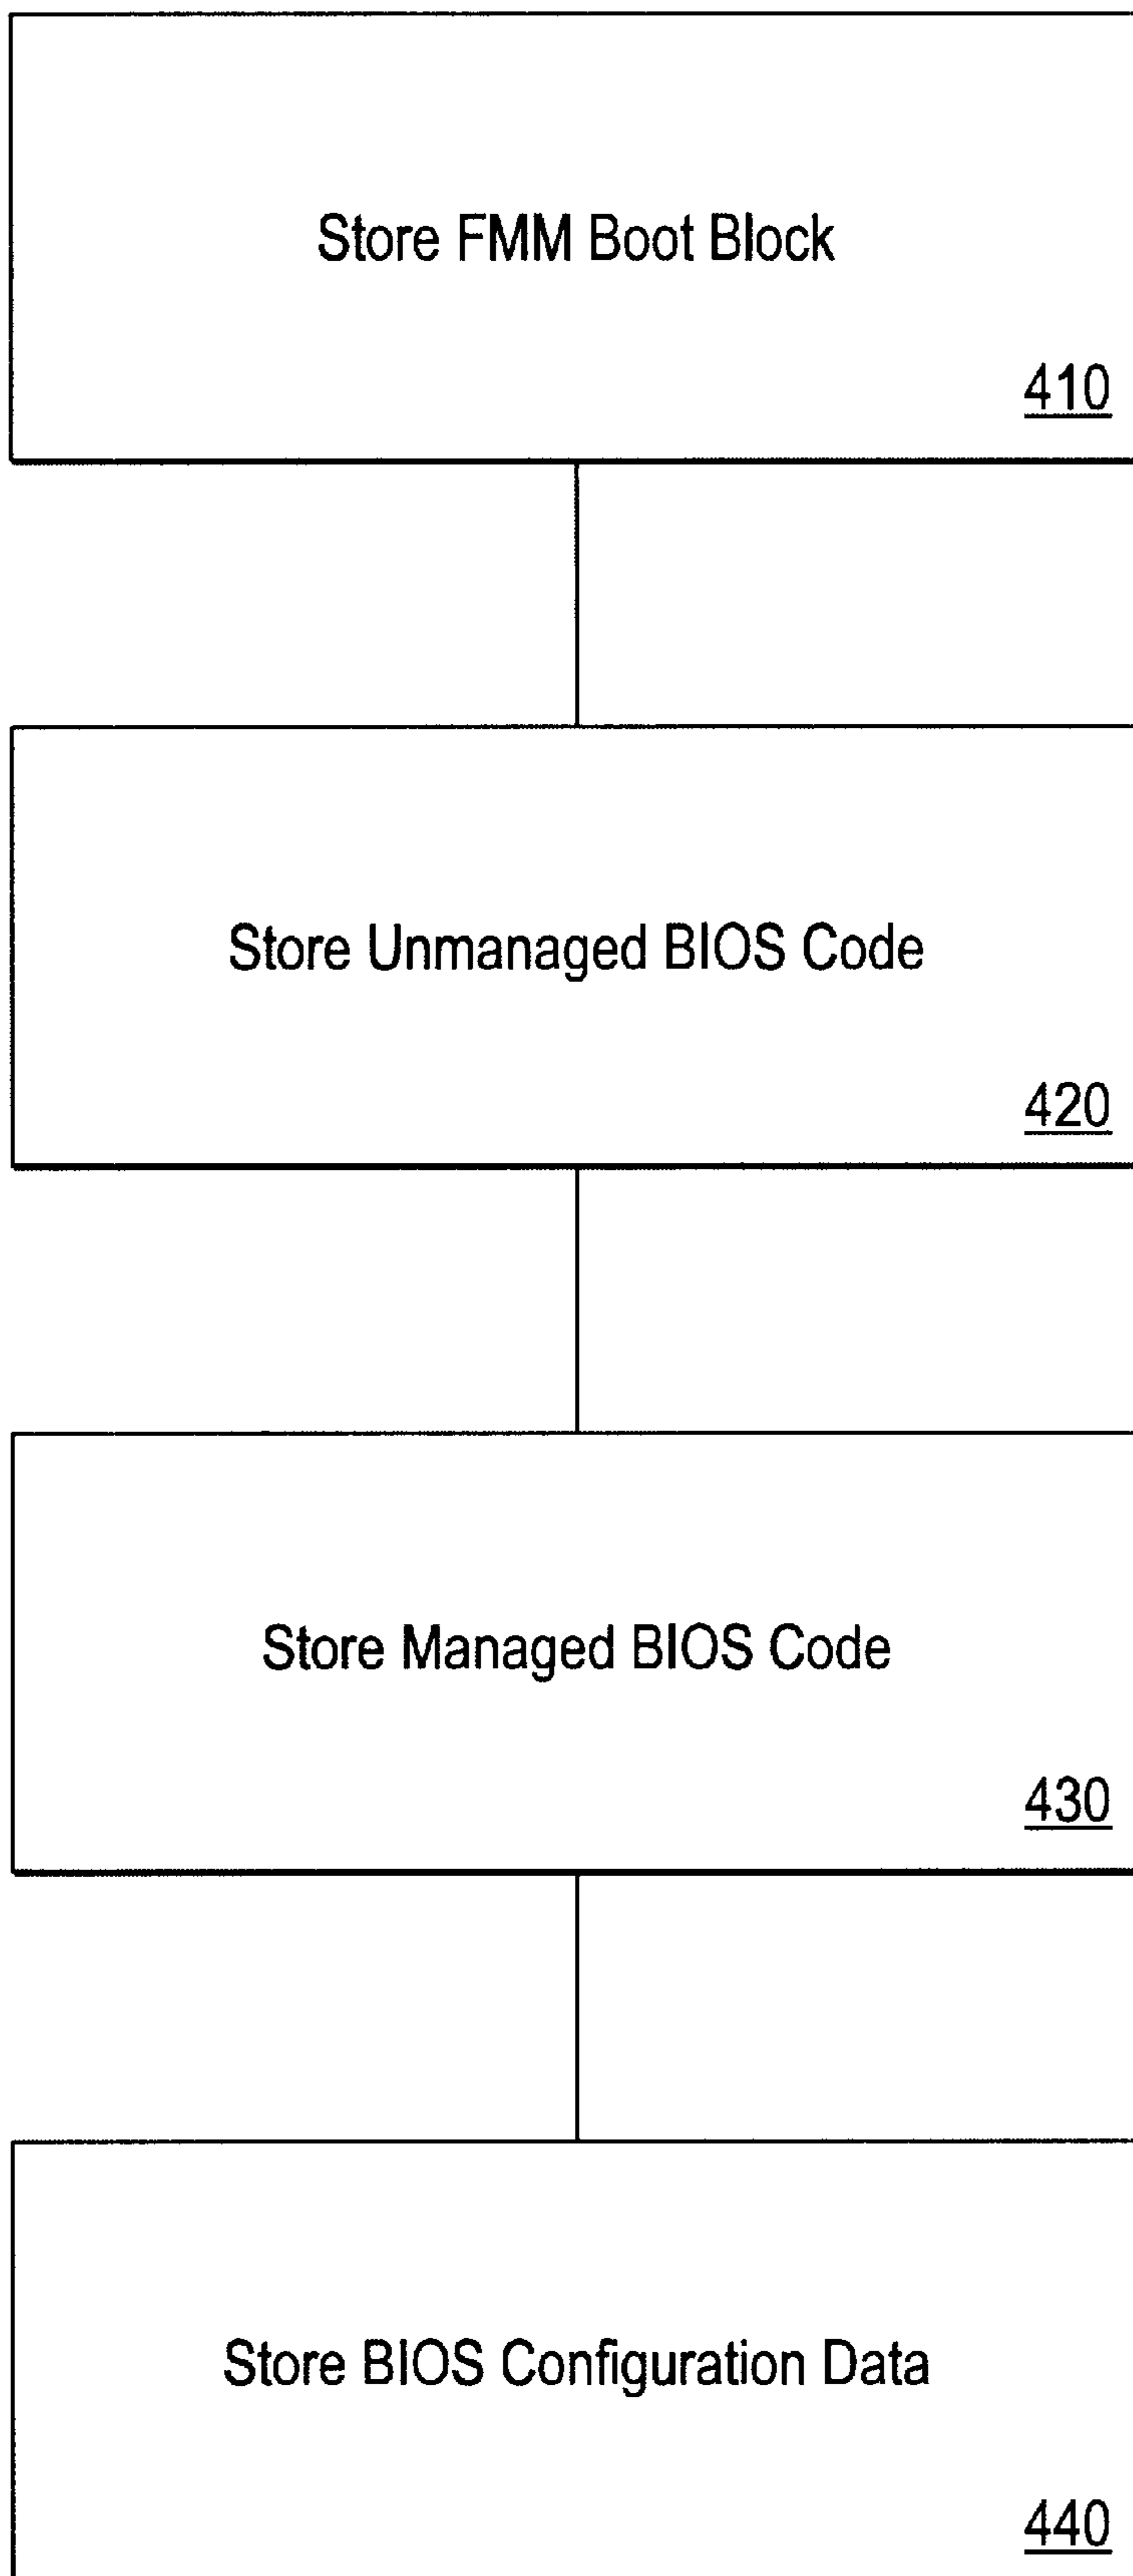 Store FMM Boot Block
410
Store Unmanaged BIOS Code
420
Store Managed BIOS Code
430
Store BIOS Configuration Data
440